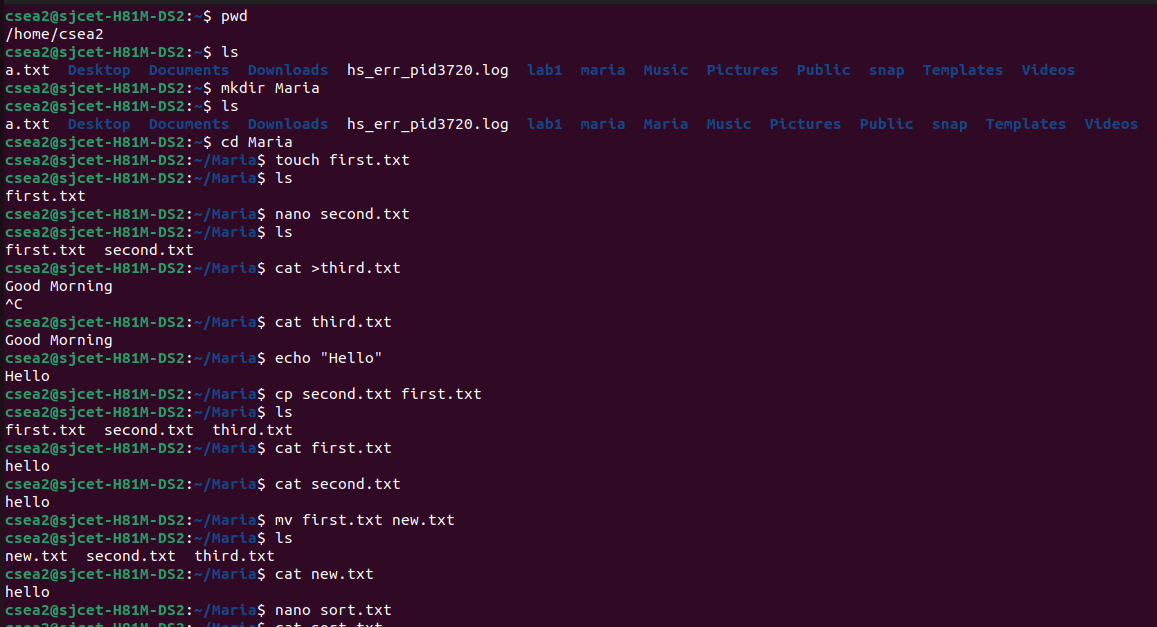 csea2@sjcet-H81M-DS2:~$ pwd
/home/csea2
csea2@sjcet-H81M-DS2:~$ ls
a.txt  Desktop  Documents  Downloads  hs_err_pid3720.log  lab1  maria  Music  Pictures  Public  snap  Templates  Videos
csea2@sjcet-H81M-DS2:~$ mkdir Maria
csea2@sjcet-H81M-DS2:~$ ls
a.txt  Desktop  Documents  Downloads  hs_err_pid3720.log  lab1  maria  Maria  Music  Pictures  Public  snap  Templates  Videos
csea2@sjcet-H81M-DS2:~$ cd Maria
csea2@sjcet-H81M-DS2:~/Maria$ touch first.txt
csea2@sjcet-H81M-DS2:~/Maria$ ls
first.txt
csea2@sjcet-H81M-DS2:~/Maria$ nano second.txt
csea2@sjcet-H81M-DS2:~/Maria$ ls
first.txt  second.txt
csea2@sjcet-H81M-DS2:~/Maria$ cat >third.txt
Good Morning
^C
csea2@sjcet-H81M-DS2:~/Maria$ cat third.txt
Good Morning
csea2@sjcet-H81M-DS2:~/Maria$ echo "Hello"
Hello
csea2@sjcet-H81M-DS2:~/Maria$ cp second.txt first.txt
csea2@sjcet-H81M-DS2:~/Maria$ ls
first.txt  second.txt  third.txt
csea2@sjcet-H81M-DS2:~/Maria$ cat first.txt
hello
csea2@sjcet-H81M-DS2:~/Maria$ cat second.txt
hello
csea2@sjcet-H81M-DS2:~/Maria$ mv first.txt new.txt
csea2@sjcet-H81M-DS2:~/Maria$ ls
new.txt  second.txt  third.txt
csea2@sjcet-H81M-DS2:~/Maria$ cat new.txt
hello
csea2@sjcet-H81M-DS2:~/Maria$ nano sort.txt
csea2@sjcet-H81M-DS2:~/Maria$ cat sort.txt